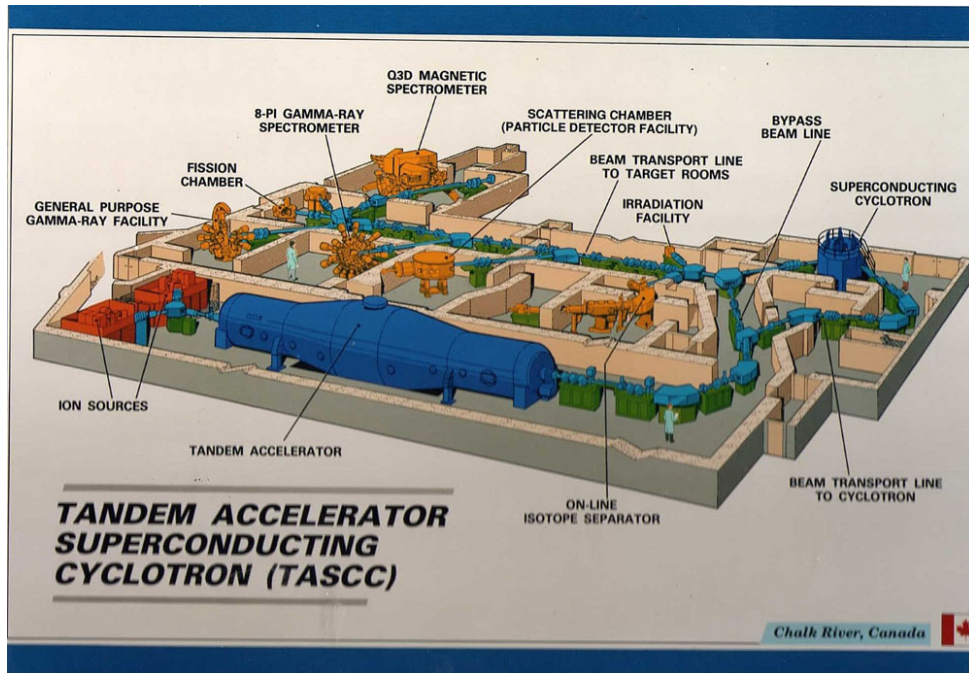 Q3D MAGNETIC
SPECTROMETER
8-PI GAMMA-RAY
SPECTROMETER
SCATTERING CHAMBER
(PARTICLE DETECTOR FACILITY)
BYPASS
BEAM LINE
FISSION
CHAMBER
BEAM TRANSPORT LINE
TO TARGET ROOMS
SUPERCONDUCTING
CYCLOTRON
GENERAL PURPOSE
GAMMA-RAY FACILITY
IRRADIATION
FACILITY
ION SOURCES
TANDEM ACCELERATOR
ON-LINE
ISOTOPE SEPARATOR
BEAM TRANSPORT LINE
TO CYCLOTRON
TANDEM ACCELERATOR
SUPERCONDUCTING
CYCLOTRON (TASCC)
Chalk River, Canada